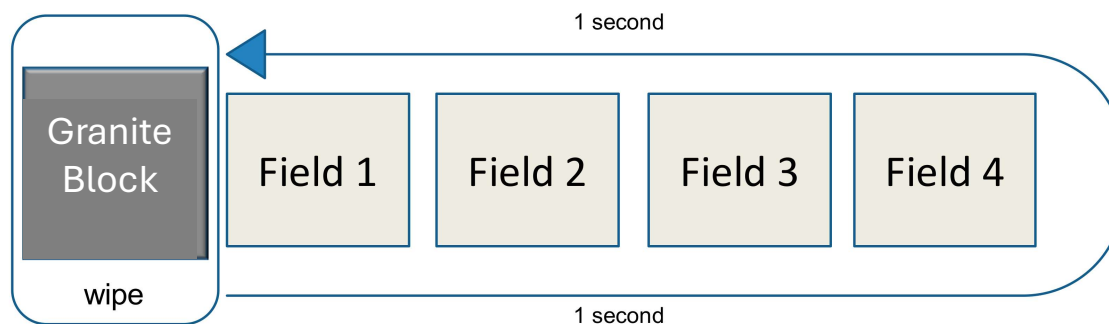 1 second
Granite
Block
Field 1
Field 2
Field 3
Field 4
wipe
1 second